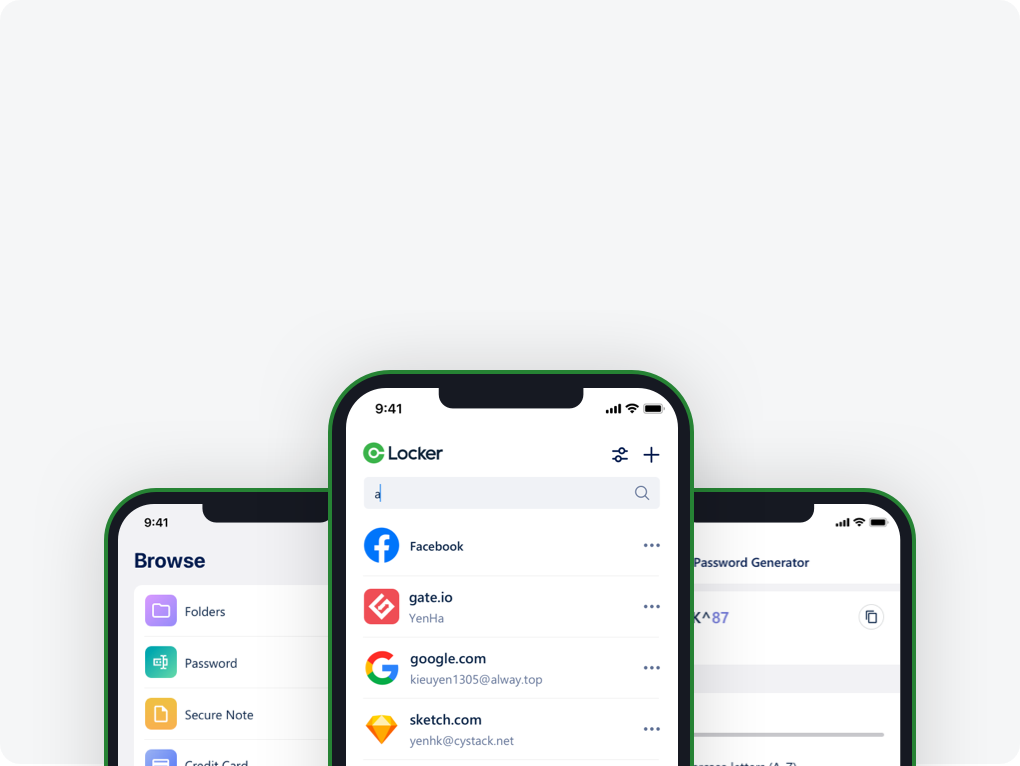 9:41
Locker
a
Facebook
gate.io
YenHa
google.com
kieuyen1305@alway.top
sketch.com
yenhk@cystack.net
9:41
Browse
Folders
Password
Secure Note
Credit Card
Password Generator
K^87
letters (A-Z)